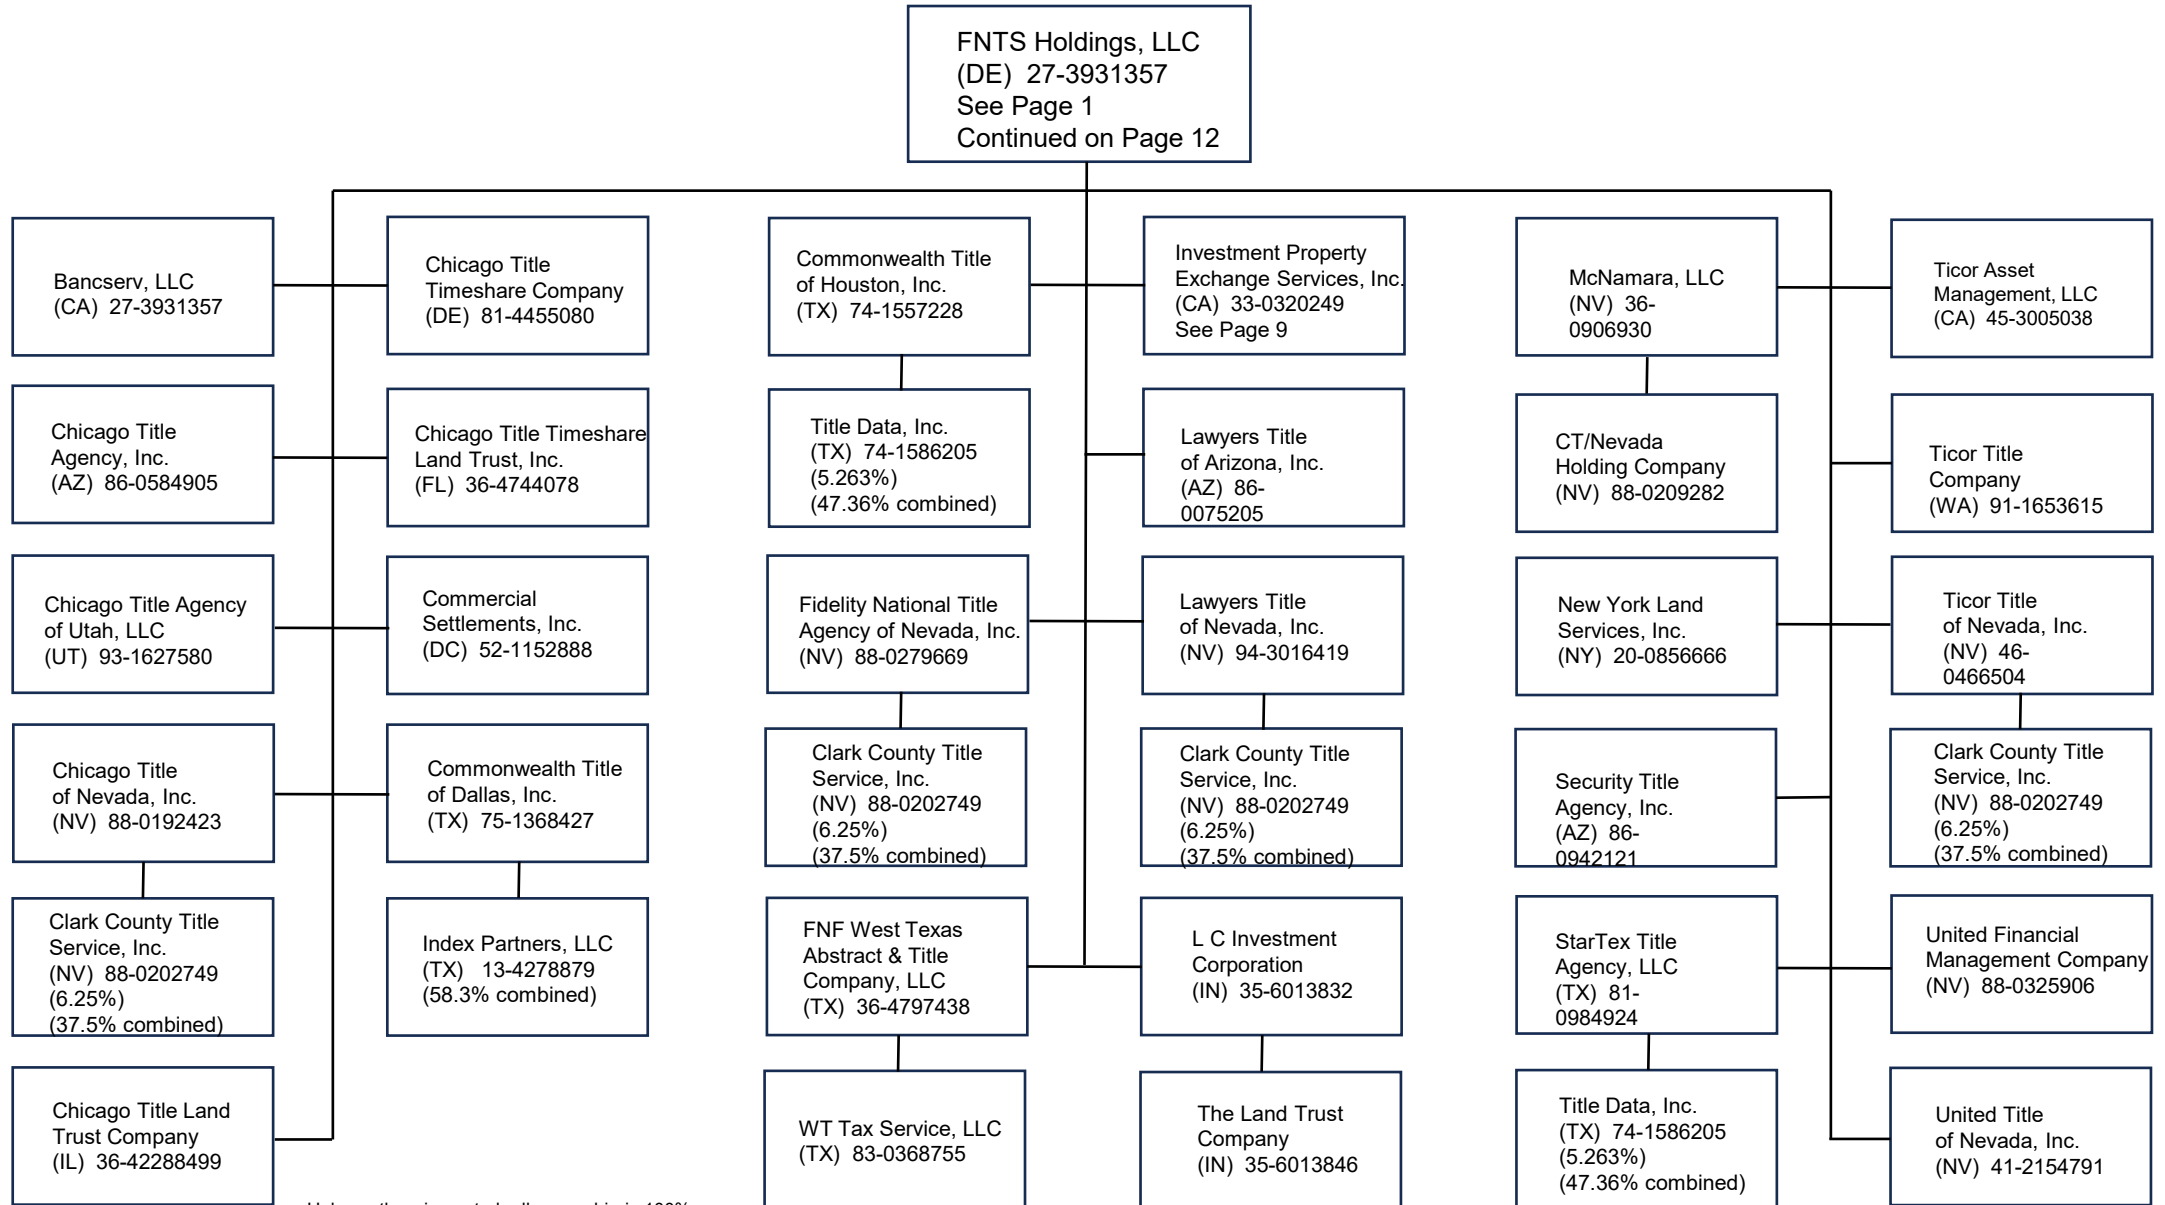 FNTS Holdings, LLC
(DE) 27-3931357
See Page 1
Continued on Page 12
Bancserv, LLC
(CA) 27-3931357
Chicago Title
Timeshare Company
(DE) 81-4455080
Commonwealth Title
of Houston, Inc.
(TX) 74-1557228
Investment Property
Exchange Services, Inc.
(CA) 33-0320249
See Page 9
McNamara, LLC
(NV) 36-
0906930
Ticor Asset
Management, LLC
(CA) 45-3005038
Chicago Title
Agency, Inc.
(AZ) 86-0584905
Chicago Title Timeshare
Land Trust, Inc.
(FL) 36-4744078
Title Data, Inc.
(TX) 74-1586205
(5.263%)
(47.36% combined)
Lawyers Title
of Arizona, Inc.
(AZ) 86-
0075205
CT/Nevada
Holding Company
(NV) 88-0209282
Ticor Title
Company
(WA) 91-1653615
Chicago Title Agency
of Utah, LLC
(UT) 93-1627580
Commercial
Settlements, Inc.
(DC) 52-1152888
Fidelity National Title
Agency of Nevada, Inc.
(NV) 88-0279669
Lawyers Title
of Nevada, Inc.
(NV) 94-3016419
New York Land
Services, Inc.
(NY) 20-0856666
Ticor Title
of Nevada, Inc.
(NV) 46-
0466504
Chicago Title
of Nevada, Inc.
(NV) 88-0192423
Commonwealth Title
of Dallas, Inc.
(TX) 75-1368427
Clark County Title
Service, Inc.
(NV) 88-0202749
(6.25%)
(37.5% combined)
Clark County Title
Service, Inc.
(NV) 88-0202749
(6.25%)
(37.5% combined)
Security Title
Agency, Inc.
(AZ) 86-
0942121
Clark County Title
Service, Inc.
(NV) 88-0202749
(6.25%)
(37.5% combined)
Clark County Title
Service, Inc.
(NV) 88-0202749
(6.25%)
(37.5% combined)
Index Partners, LLC
(TX) 13-4278879
(58.3% combined)
FNF West Texas
Abstract & Title
Company, LLC
(TX) 36-4797438
L C Investment
Corporation
(IN) 35-6013832
StarTex Title
Agency, LLC
(TX) 81-
0984924
United Financial
Management Company
(NV) 88-0325906
Chicago Title Land
Trust Company
(IL) 36-42288499
WT Tax Service, LLC
(TX) 83-0368755
The Land Trust
Company
(IN) 35-6013846
Title Data, Inc.
(TX) 74-1586205
(5.263%)
(47.36% combined)
United Title
of Nevada, Inc.
(NV) 41-2154791